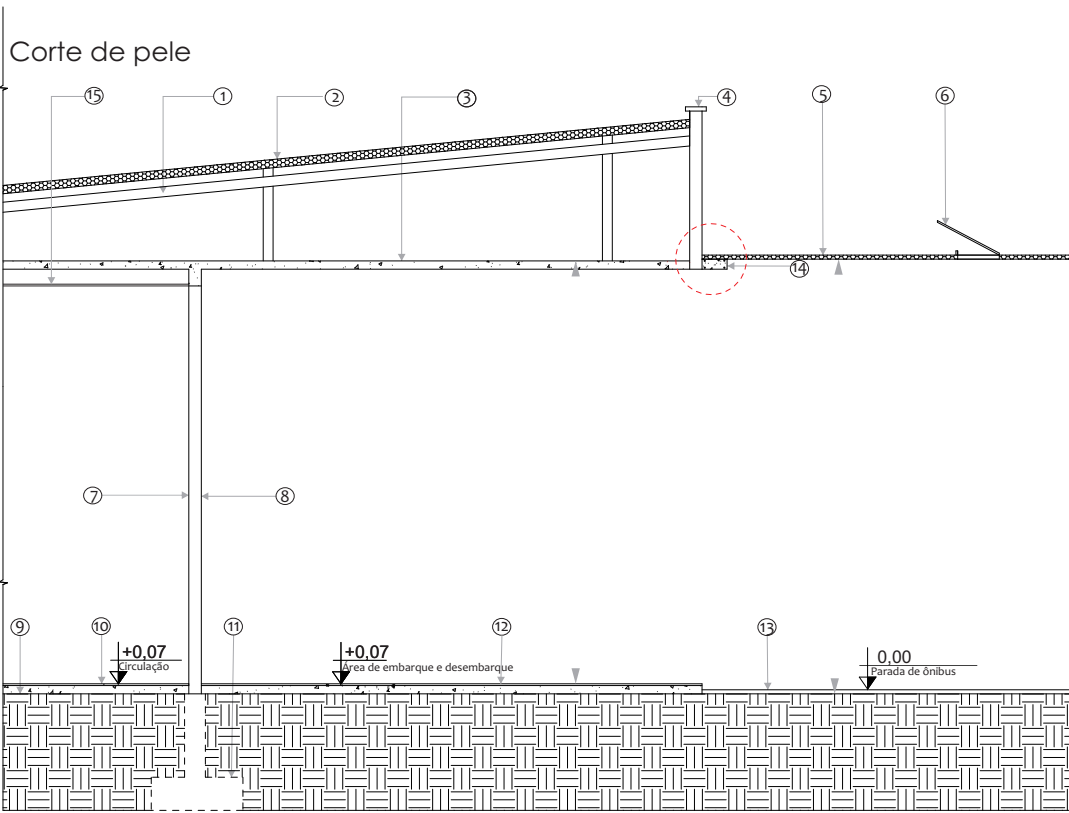 Corte de pele
15 1 2 3 4 5 6
14
7 8
9 10 11 12 13
+0,07
Circulação
+0,07
Área de embarque e desembarque
0,00
Parada de ônibus